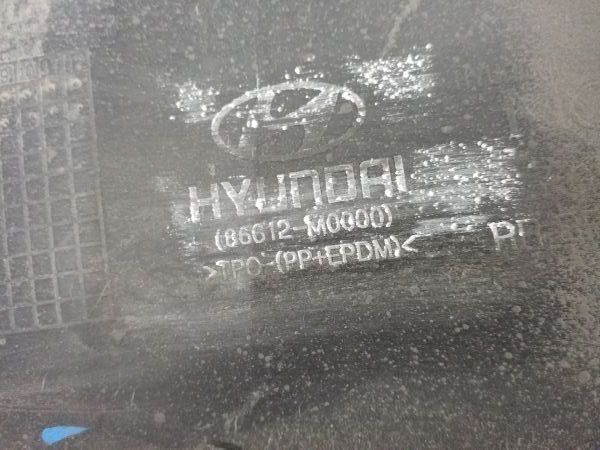 HYUNDAI
(86612-M0000)
>TPO-(PP+EPDM)<